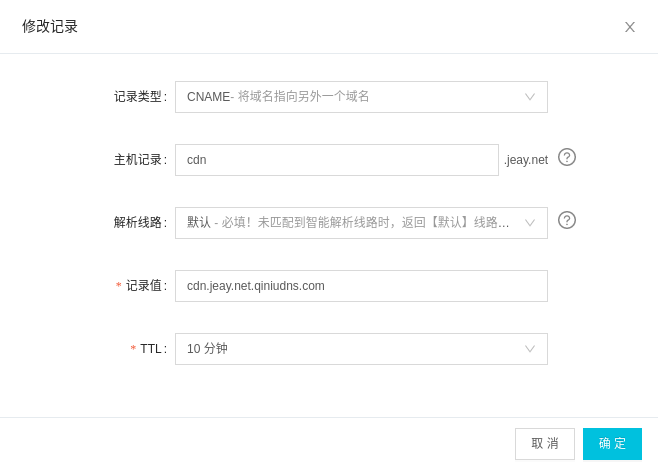 修改记录
记录类型: CNAME- 将域名指向另外一个域名
主机记录: cdn .jeay.net
解析线路: 默认 - 必填！未匹配到智能解析线路时，返回【默认】线路...
* 记录值: cdn.jeay.net.qiniudns.com
* TTL: 10 分钟
取 消 确 定